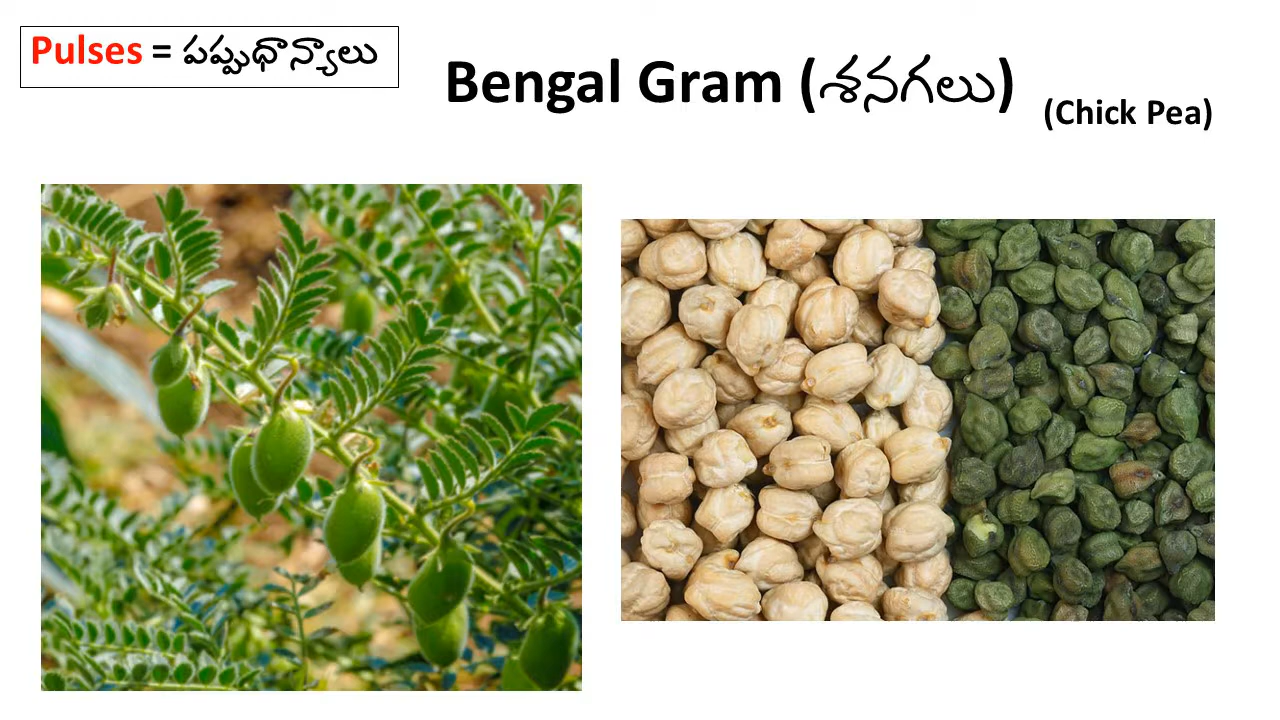 Pulses = పప్పుధాన్యాలు
Bengal Gram (శనగలు) (Chick Pea)